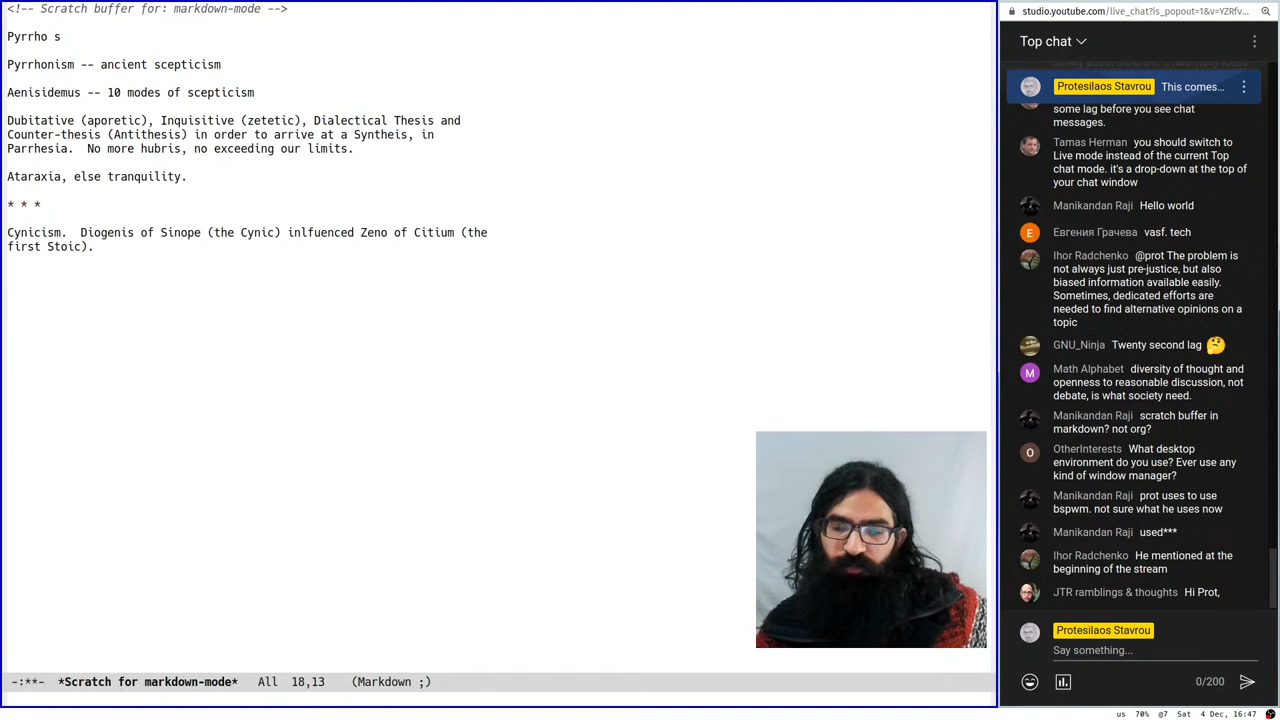 <!-- Scratch buffer for: markdown-mode -->
Pyrrho s
Pyrrhonism -- ancient scepticism
Aenisidemus -- 10 modes of scepticism
Dubitative (aporetic), Inquisitive (zetetic), Dialectical Thesis and
Counter-thesis (Antithesis) in order to arrive at a Syntheis, in
Parrhesia.  No more hubris, no exceeding our limits.
Ataraxia, else tranquility.
* * *
Cynicism.  Diogenis of Sinope (the Cynic) inlfuenced Zeno of Citium (the
first Stoic).
-:**-  *Scratch for markdown-mode*   All  18,13    (Markdown ;)
studio.youtube.com/live_chat?is_popout=1&v=YZRfv...
Top chat
Protesilaos Stavrou This comes...
some lag before you see chat
messages.
Tamas Herman you should switch to
Live mode instead of the current Top
chat mode. it's a drop-down at the top of
your chat window
Manikandan Raji Hello world
E Евгения Грачева vasf. tech
Ihor Radchenko @prot The problem is
not always just pre-justice, but also
biased information available easily.
Sometimes, dedicated efforts are
needed to find alternative opinions on a
topic
GNU_Ninja Twenty second lag 🤔
M Math Alphabet diversity of thought and
openness to reasonable discussion, not
debate, is what society need.
Manikandan Raji scratch buffer in
markdown? not org?
O OtherInterests What desktop
environment do you use? Ever use any
kind of window manager?
Manikandan Raji prot uses to use
bspwm. not sure what he uses now
Manikandan Raji used***
Ihor Radchenko He mentioned at the
beginning of the stream
JTR ramblings & thoughts Hi Prot,
Protesilaos Stavrou
Say something...
0/200
us 70% @7 Sat 4 Dec, 16:47